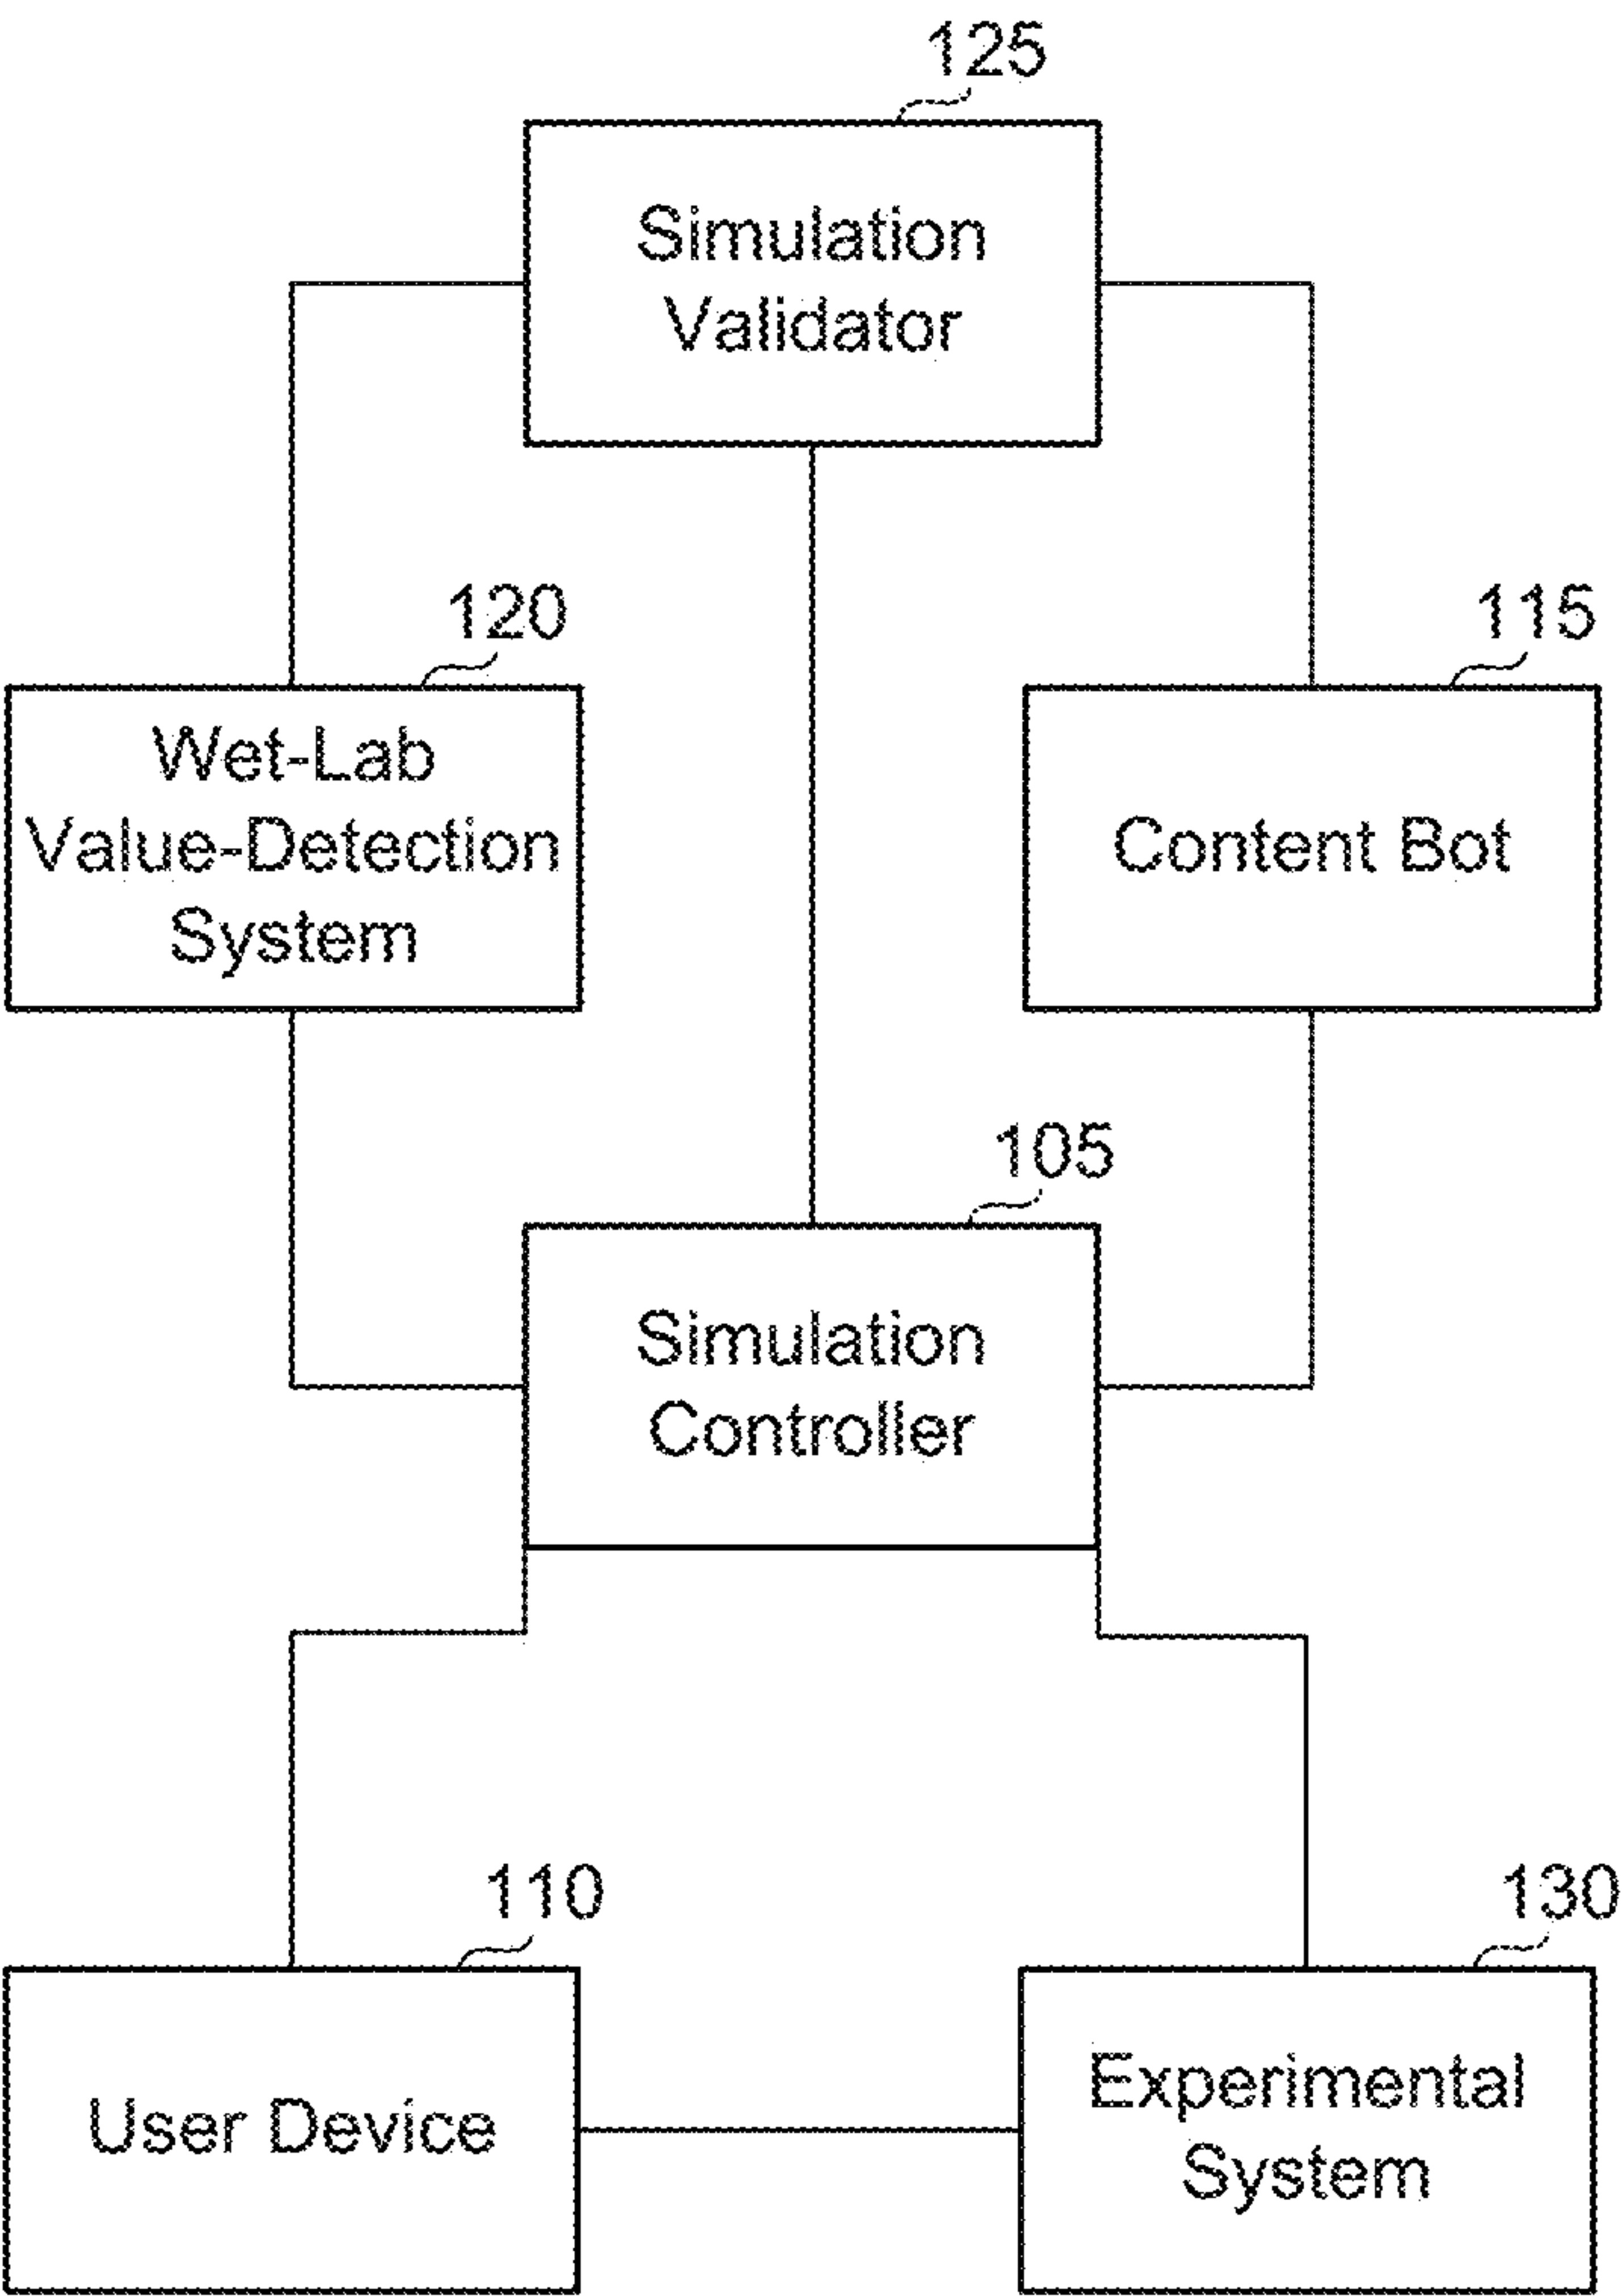 125
Simulation
Validator
120
115
Wet-Lab
Value-Detection
System
Content Bot
105
Simulation
Controller
110
130
User Device
Experimental
System